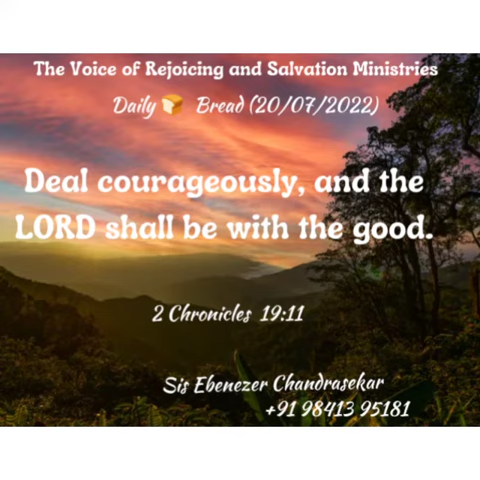 The Voice of Rejoicing and Salvation Ministries
Daily 🍞 Bread (20/07/2022)
Deal courageously, and the
LORD shall be with the good.
2 Chronicles 19:11
Sis Ebenezer Chandrasekar
+91 98413 95181